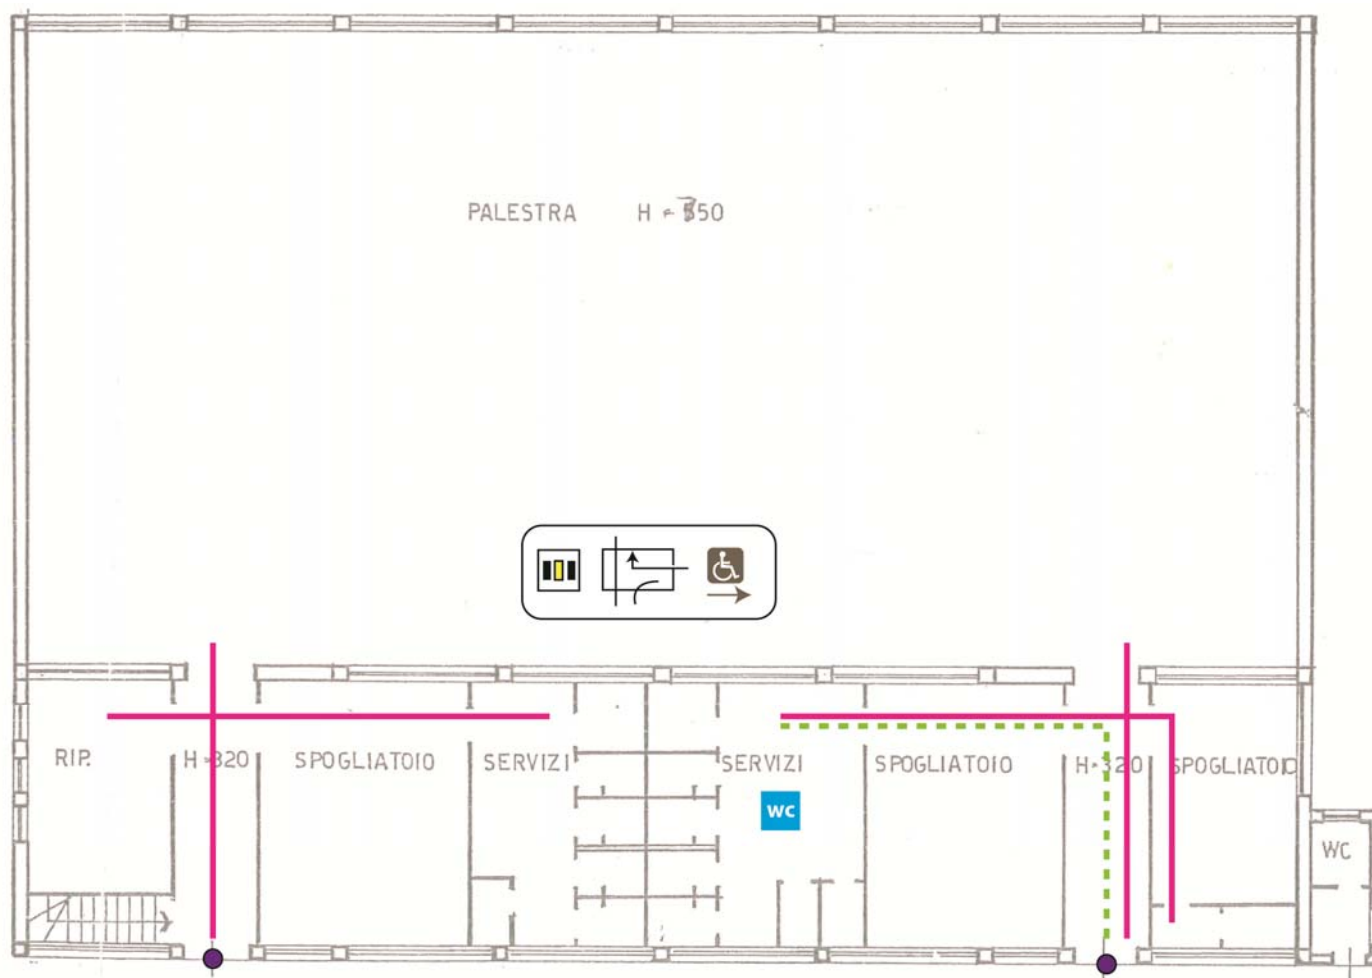 PALESTRA H = 550
RIP.
H=320
SPOGLIATOIO
SERVIZI
SERVIZI
SPOGLIATOIO
H=320
SPOGLIATOIO
wc
WC